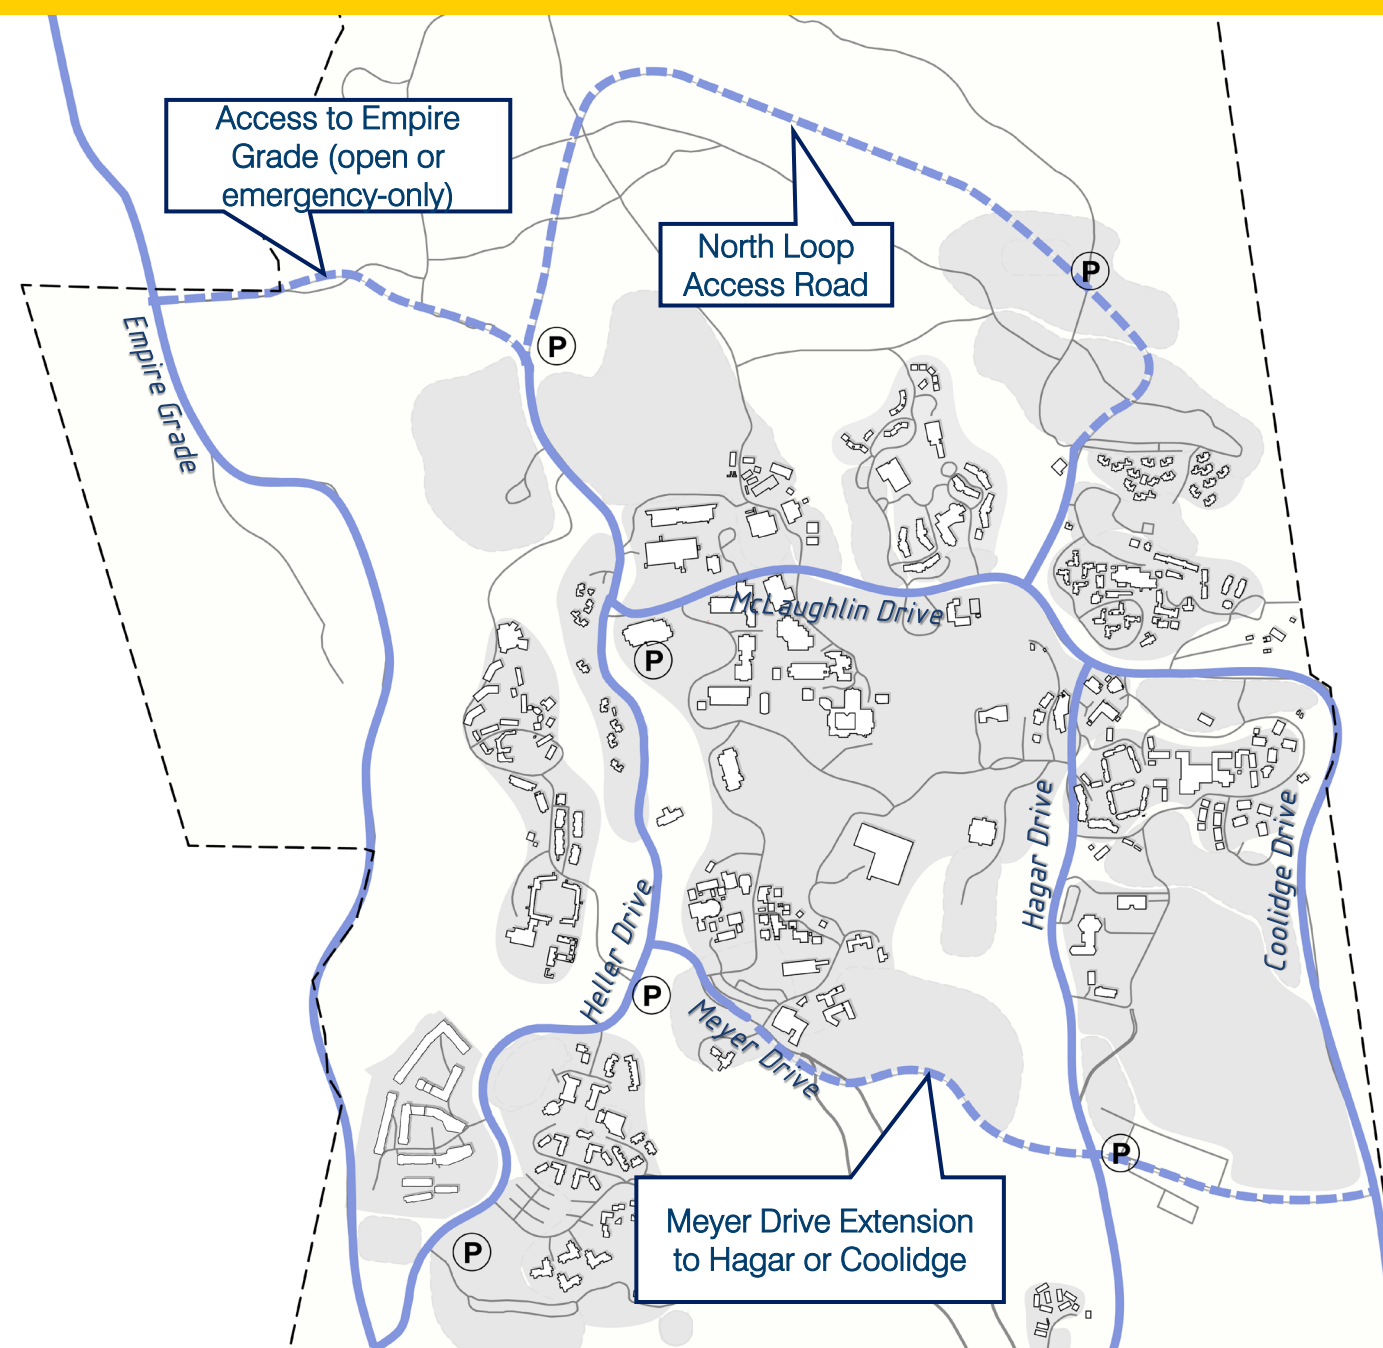 Access to Empire
Grade (open or
emergency-only)
North Loop
Access Road
P
P
Empire Grade
McLaughlin Drive
P
Hagar Drive
Coolidge Drive
Heller Drive
P
Meyer Drive
P
Meyer Drive Extension
to Hagar or Coolidge
P